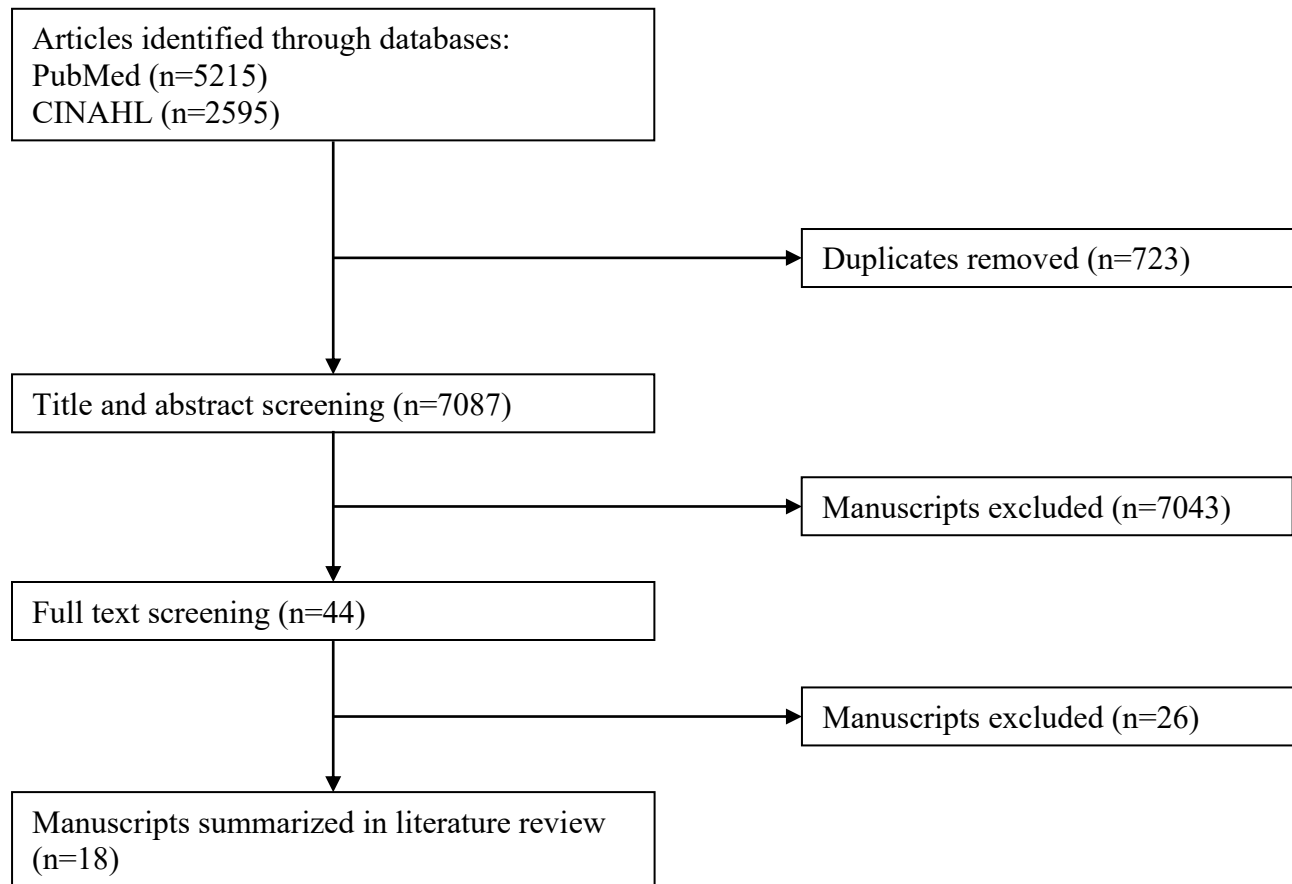 Articles identified through databases:
PubMed (n=5215)
CINAHL (n=2595)
Duplicates removed (n=723)
Title and abstract screening (n=7087)
Manuscripts excluded (n=7043)
Full text screening (n=44)
Manuscripts excluded (n=26)
Manuscripts summarized in literature review
(n=18)